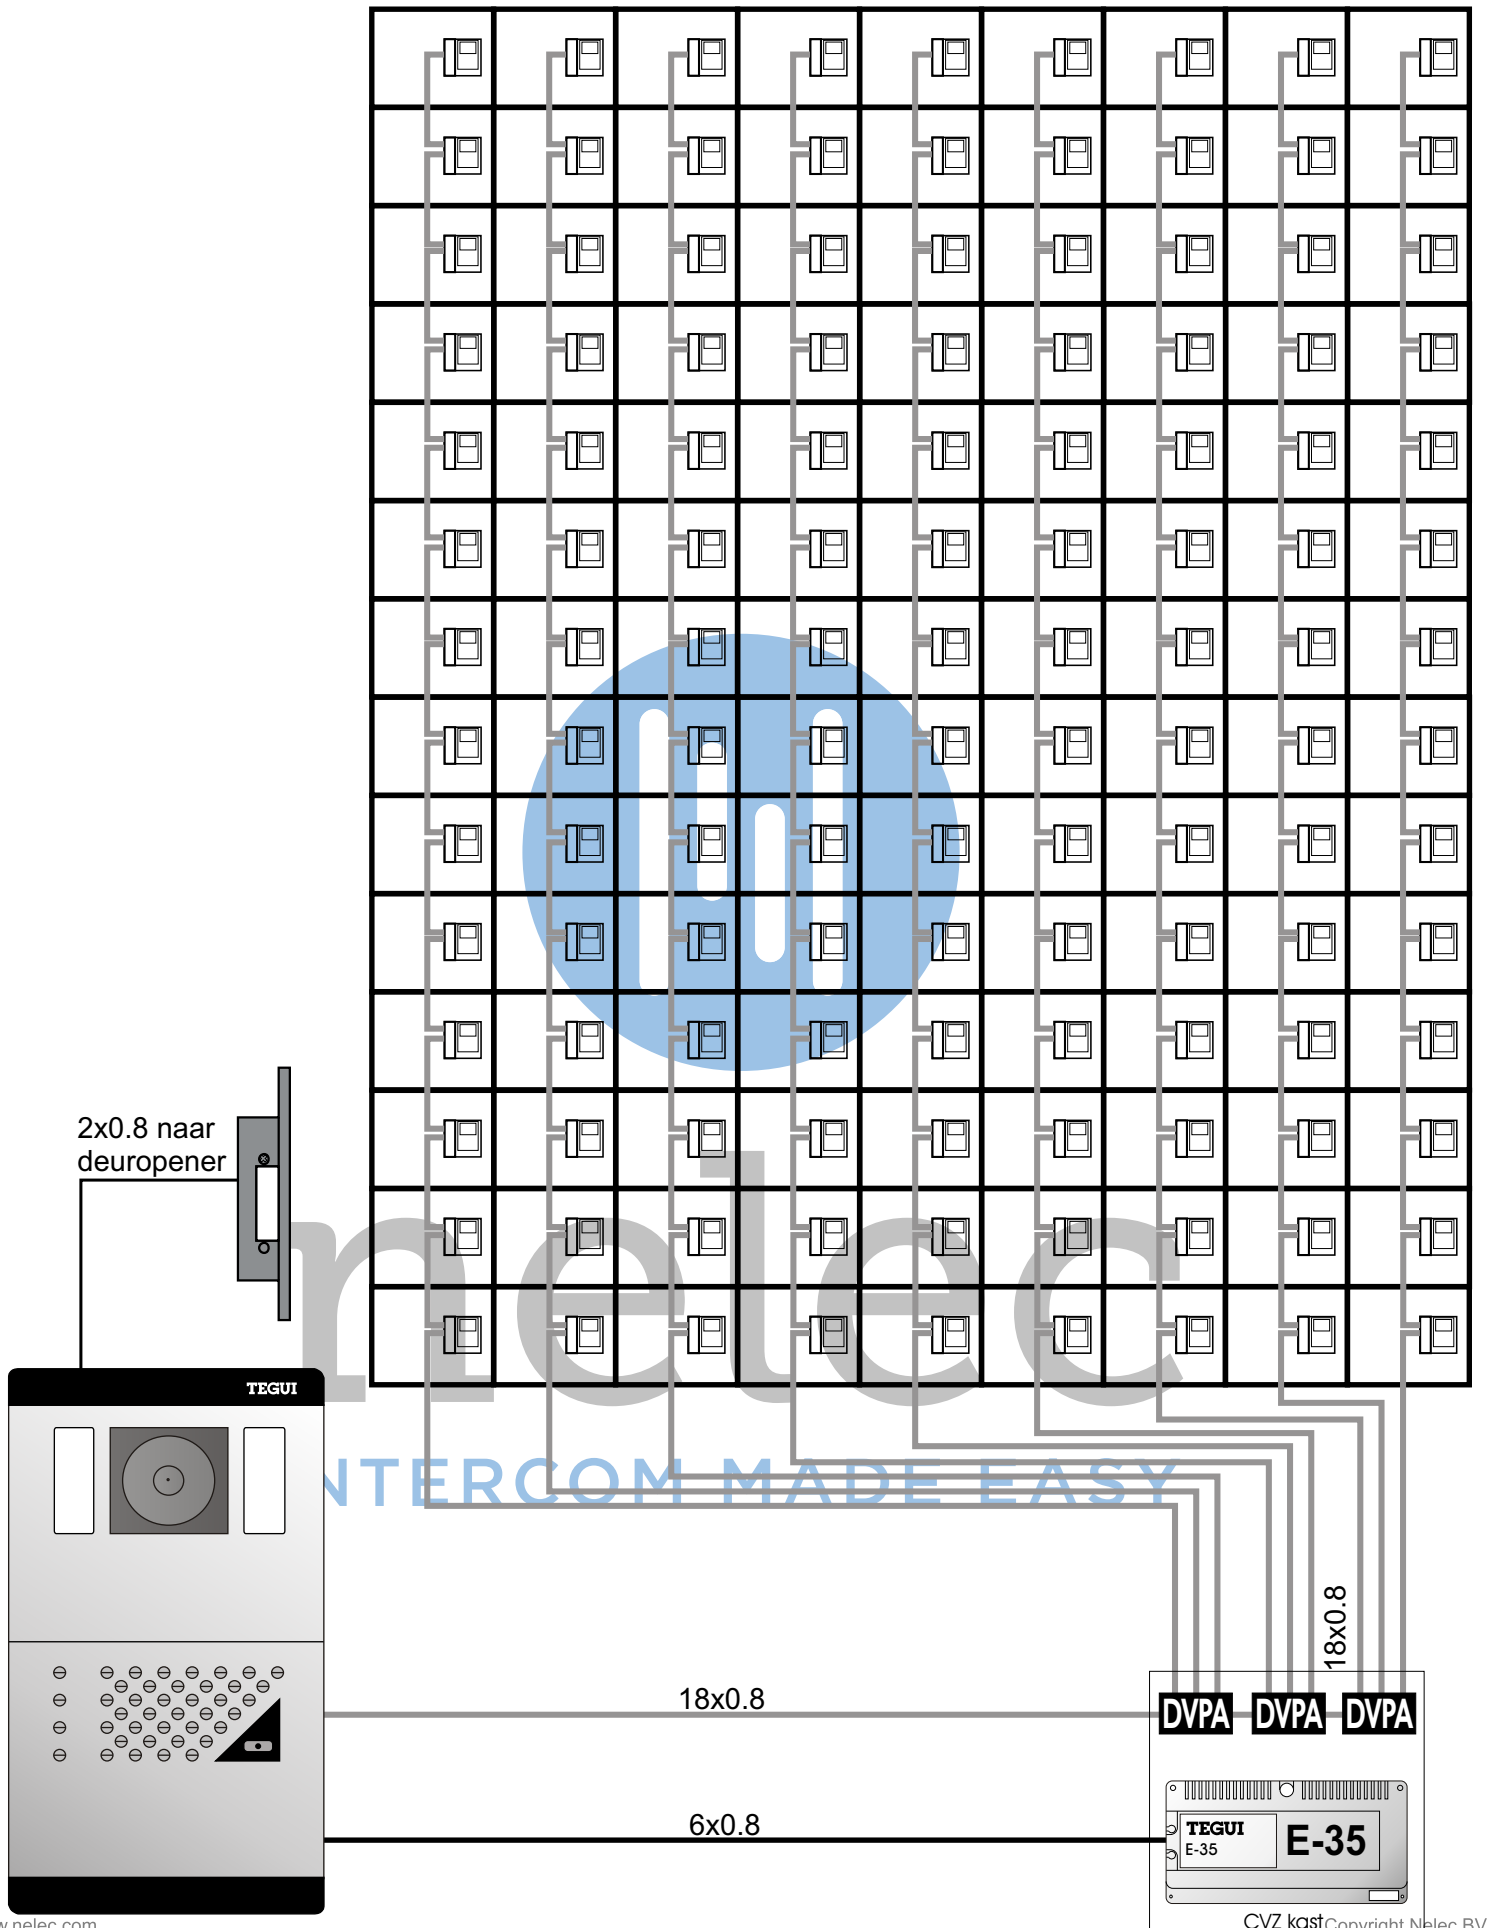 2x0.8 naar
deuropener
nelec
TEGUI
INTERCOM MADE EASY
18x0.8
18x0.8
DVPA DVPA DVPA
6x0.8
TEGUI
E-35
E-35
CVZ kast
.nelec.com
Copyright Nelec BV